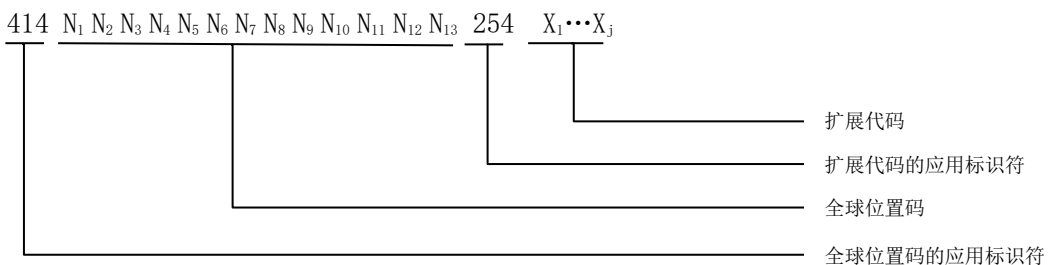 414 N₁ N₂ N₃ N₄ N₅ N₆ N₇ N₈ N₉ N₁₀ N₁₁ N₁₂ N₁₃ 254 X₁···Xⱼ
扩展代码
扩展代码的应用标识符
全球位置码
全球位置码的应用标识符